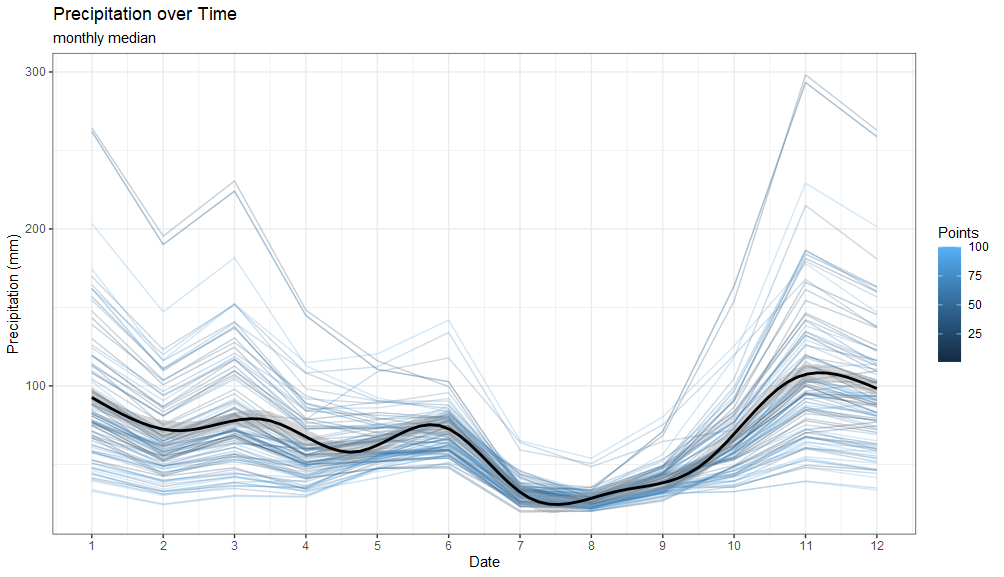 Precipitation over Time
monthly median
300
200
100
Precipitation (mm)
1 2 3 4 5 6 7 8 9 10 11 12
Date
Points
100
75
50
25